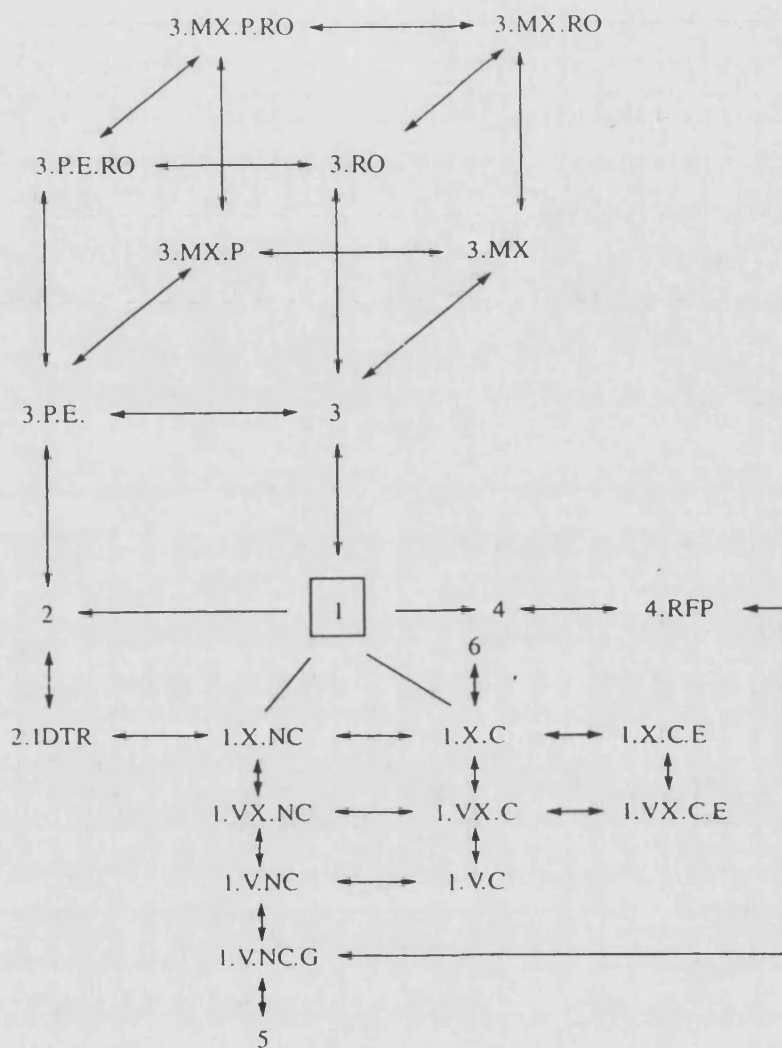 3.MX.P.RO 3.MX.RO
3.P.E.RO 3.RO
3.MX.P 3.MX
3.P.E. 3
2 1 4 4.RFP
6
2.1DTR 1.X.NC 1.X.C 1.X.C.E
1.VX.NC 1.VX.C 1.VX.C.E
1.V.NC 1.V.C
1.V.NC.G
5